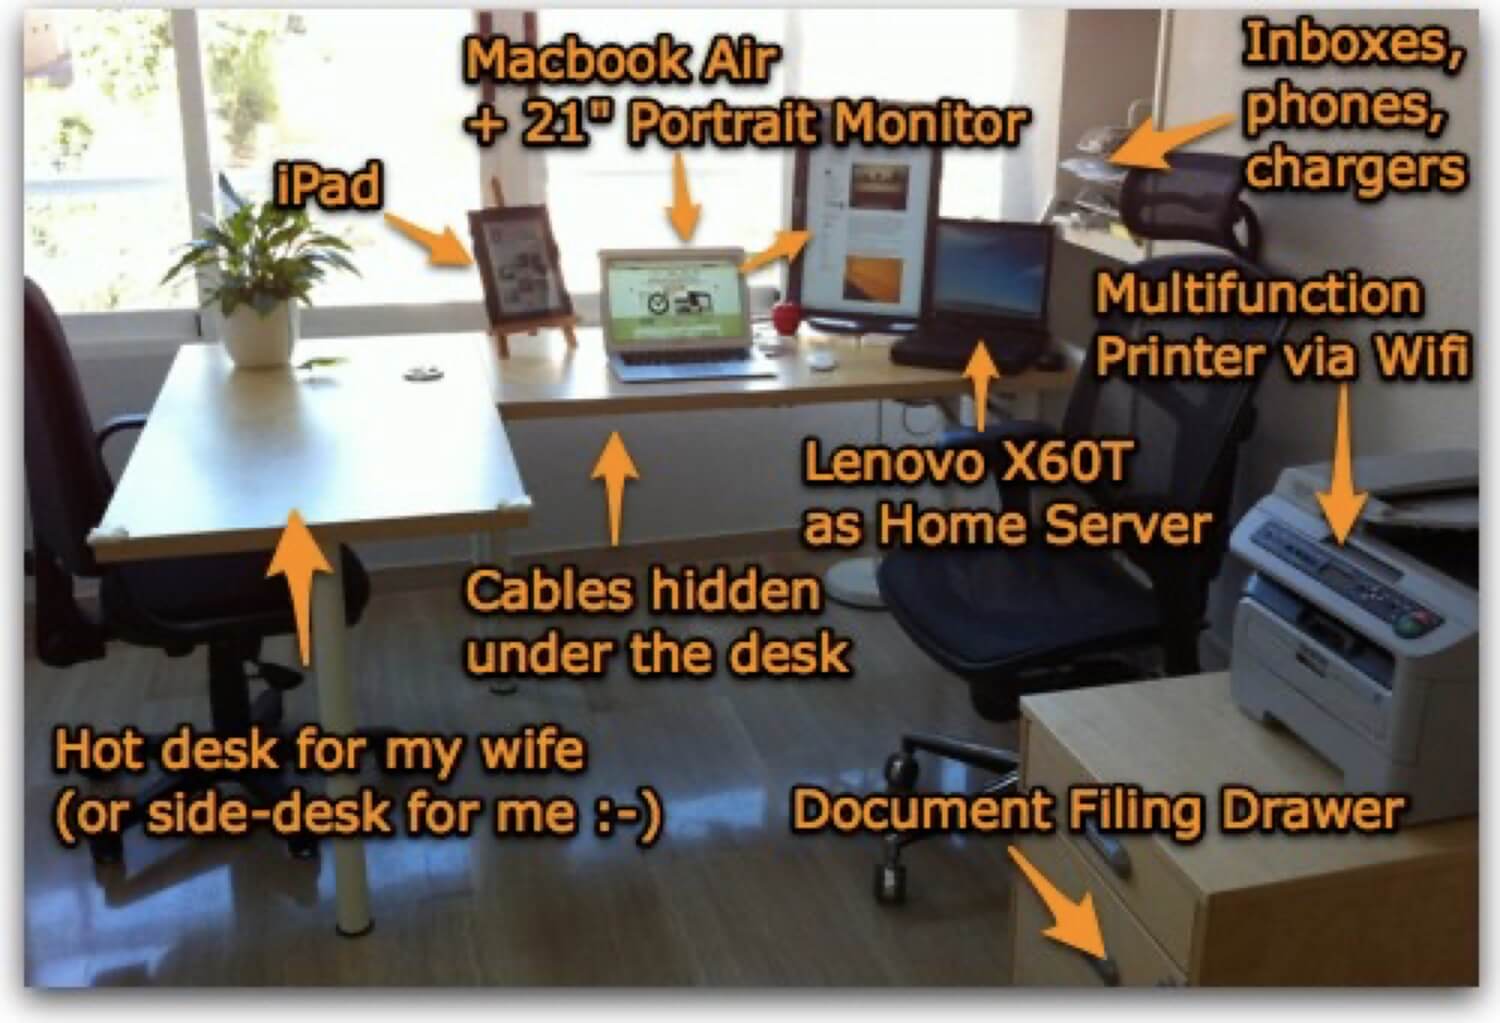 Macbook Air
+ 21" Portrait Monitor
Inboxes,
phones,
chargers
iPad
Multifunction
Printer via Wifi
Lenovo X60T
as Home Server
Cables hidden
under the desk
Hot desk for my wife
(or side-desk for me :-)
Document Filing Drawer